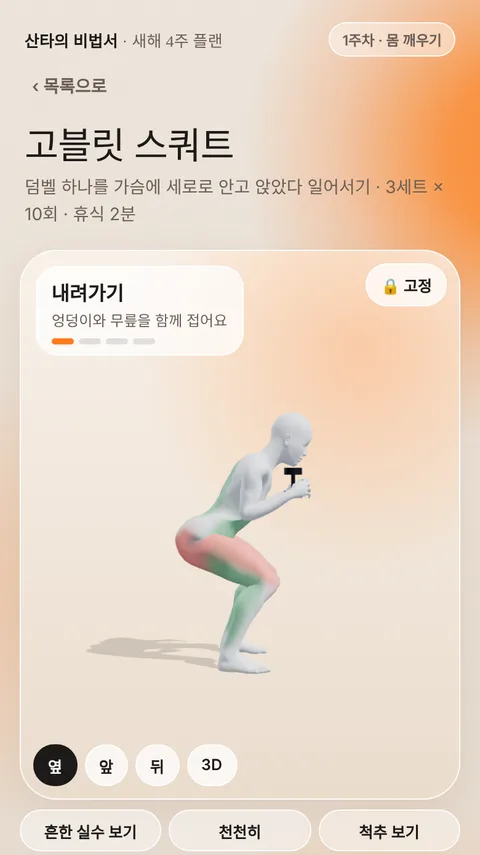 산타의 비법서 · 새해 4주 플랜
1주차 · 몸 깨우기
‹ 목록으로
고블릿 스쿼트
덤벨 하나를 가슴에 세로로 안고 앉았다 일어서기 · 3세트 ×
10회 · 휴식 2분
내려가기
엉덩이와 무릎을 함께 접어요
🔒 고정
옆
앞
뒤
3D
흔한 실수 보기
천천히
척추 보기